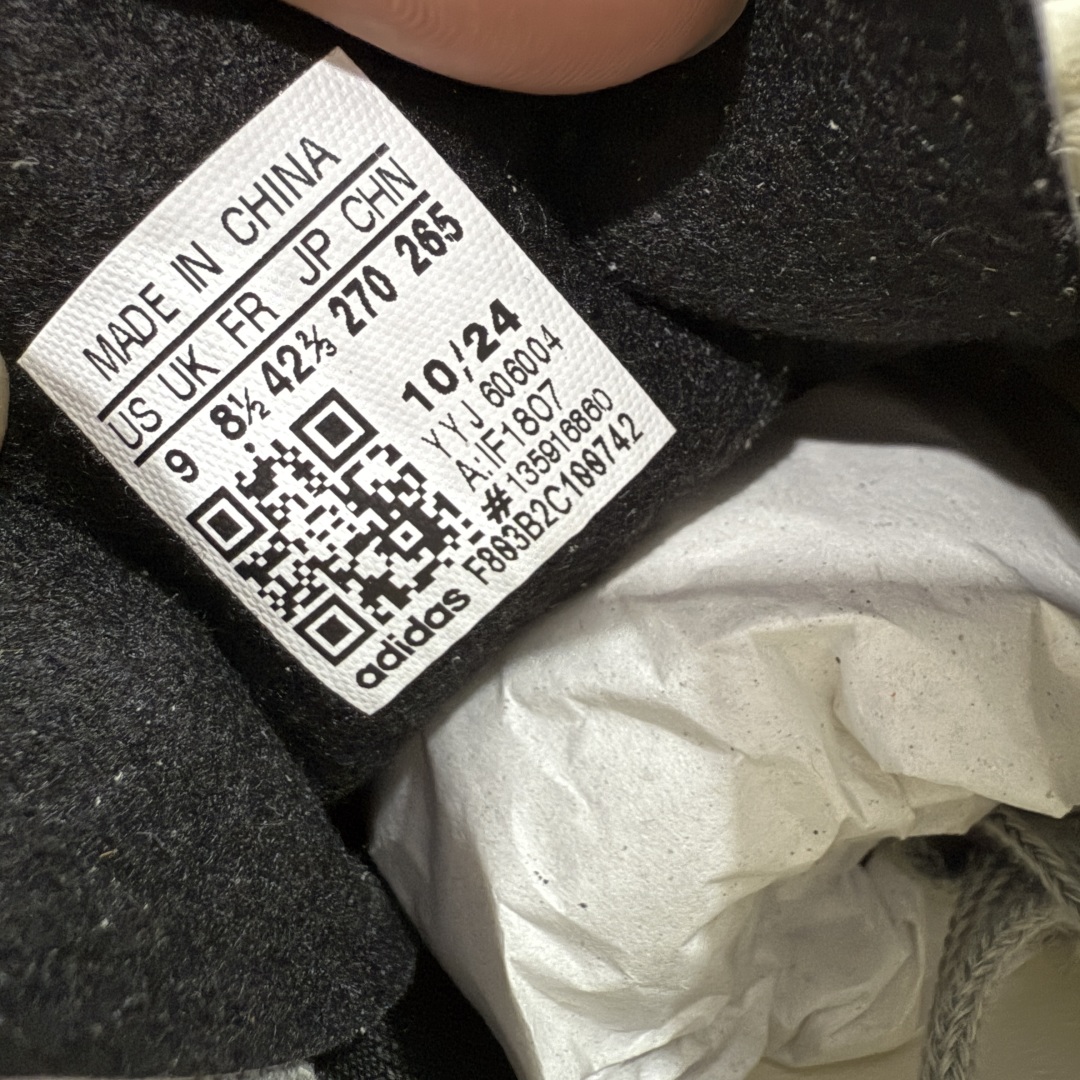 MADE IN CHINA
US UK FR JP CHN
9 8½ 42⅔ 270 265
10/24
YYJ 606004
A.IF1807
#135916860
F803B2C100742
adidas